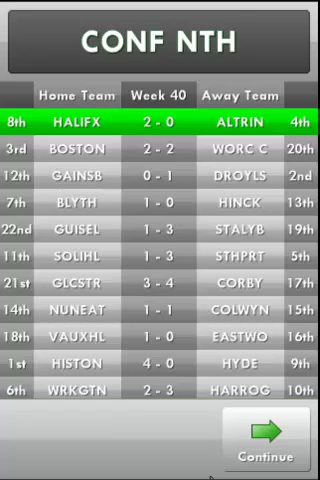 CONF NTH
Home Team Week 40 Away Team
8th HALIFX 2 - 0 ALTRIN 4th
3rd BOSTON 2 - 2 WORC C 20th
12th GAINSB 0 - 1 DROYLS 2nd
7th BLYTH 1 - 0 HINCK 13th
22nd GUISEL 1 - 3 STALYB 19th
11th SOLIHL 1 - 3 STHPRT 5th
21st GLCSTR 3 - 4 CORBY 17th
14th NUNEAT 1 - 1 COLWYN 15th
18th VAUXHL 1 - 0 EASTWO 16th
1st HISTON 4 - 0 HYDE 9th
6th WRKGTN 2 - 3 HARROG 10th
Continue